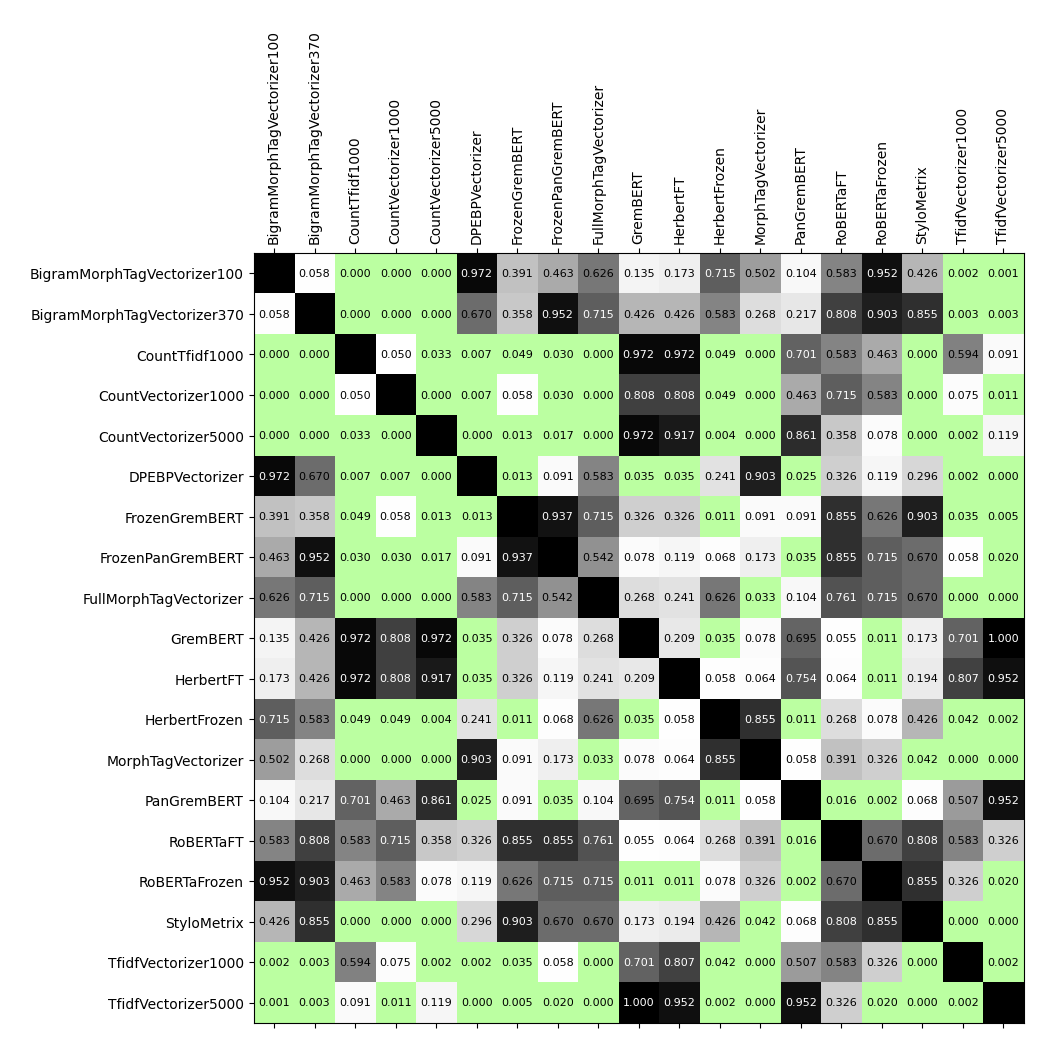 BigramMorphTagVectorizer100 BigramMorphTagVectorizer370 CountTfidf1000 CountVectorizer1000 CountVectorizer5000 DPEBPVectorizer FrozenGremBERT FrozenPanGremBERT FullMorphTagVectorizer GremBERT HerbertFT HerbertFrozen MorphTagVectorizer PanGremBERT RoBERTaFT RoBERTaFrozen StyloMetrix TfidfVectorizer1000 TfidfVectorizer5000
BigramMorphTagVectorizer100 0.058 0.000 0.000 0.000 0.972 0.391 0.463 0.626 0.135 0.173 0.715 0.502 0.104 0.583 0.952 0.426 0.002 0.001
BigramMorphTagVectorizer370 0.058 0.000 0.000 0.000 0.670 0.358 0.952 0.715 0.426 0.426 0.583 0.268 0.217 0.808 0.903 0.855 0.003 0.003
CountTfidf1000 0.000 0.000 0.050 0.033 0.007 0.049 0.030 0.000 0.972 0.972 0.049 0.000 0.701 0.583 0.463 0.000 0.594 0.091
CountVectorizer1000 0.000 0.000 0.050 0.000 0.007 0.058 0.030 0.000 0.808 0.808 0.049 0.000 0.463 0.715 0.583 0.000 0.075 0.011
CountVectorizer5000 0.000 0.000 0.033 0.000 0.000 0.013 0.017 0.000 0.972 0.917 0.004 0.000 0.861 0.358 0.078 0.000 0.002 0.119
DPEBPVectorizer 0.972 0.670 0.007 0.007 0.000 0.013 0.091 0.583 0.035 0.035 0.241 0.903 0.025 0.326 0.119 0.296 0.002 0.000
FrozenGremBERT 0.391 0.358 0.049 0.058 0.013 0.013 0.937 0.715 0.326 0.326 0.011 0.091 0.091 0.855 0.626 0.903 0.035 0.005
FrozenPanGremBERT 0.463 0.952 0.030 0.030 0.017 0.091 0.937 0.542 0.078 0.119 0.068 0.173 0.035 0.855 0.715 0.670 0.058 0.020
FullMorphTagVectorizer 0.626 0.715 0.000 0.000 0.000 0.583 0.715 0.542 0.268 0.241 0.626 0.033 0.104 0.761 0.715 0.670 0.000 0.000
GremBERT 0.135 0.426 0.972 0.808 0.972 0.035 0.326 0.078 0.268 0.209 0.035 0.078 0.695 0.055 0.011 0.173 0.701 1.000
HerbertFT 0.173 0.426 0.972 0.808 0.917 0.035 0.326 0.119 0.241 0.209 0.058 0.064 0.754 0.064 0.011 0.194 0.807 0.952
HerbertFrozen 0.715 0.583 0.049 0.049 0.004 0.241 0.011 0.068 0.626 0.035 0.058 0.855 0.011 0.268 0.078 0.426 0.042 0.002
MorphTagVectorizer 0.502 0.268 0.000 0.000 0.000 0.903 0.091 0.173 0.033 0.078 0.064 0.855 0.058 0.391 0.326 0.042 0.000 0.000
PanGremBERT 0.104 0.217 0.701 0.463 0.861 0.025 0.091 0.035 0.104 0.695 0.754 0.011 0.058 0.016 0.002 0.068 0.507 0.952
RoBERTaFT 0.583 0.808 0.583 0.715 0.358 0.326 0.855 0.855 0.761 0.055 0.064 0.268 0.391 0.016 0.670 0.808 0.583 0.326
RoBERTaFrozen 0.952 0.903 0.463 0.583 0.078 0.119 0.626 0.715 0.715 0.011 0.011 0.078 0.326 0.002 0.670 0.855 0.326 0.020
StyloMetrix 0.426 0.855 0.000 0.000 0.000 0.296 0.903 0.670 0.670 0.173 0.194 0.426 0.042 0.068 0.808 0.855 0.000 0.000
TfidfVectorizer1000 0.002 0.003 0.594 0.075 0.002 0.002 0.035 0.058 0.000 0.701 0.807 0.042 0.000 0.507 0.583 0.326 0.000 0.002
TfidfVectorizer5000 0.001 0.003 0.091 0.011 0.119 0.000 0.005 0.020 0.000 1.000 0.952 0.002 0.000 0.952 0.326 0.020 0.000 0.002